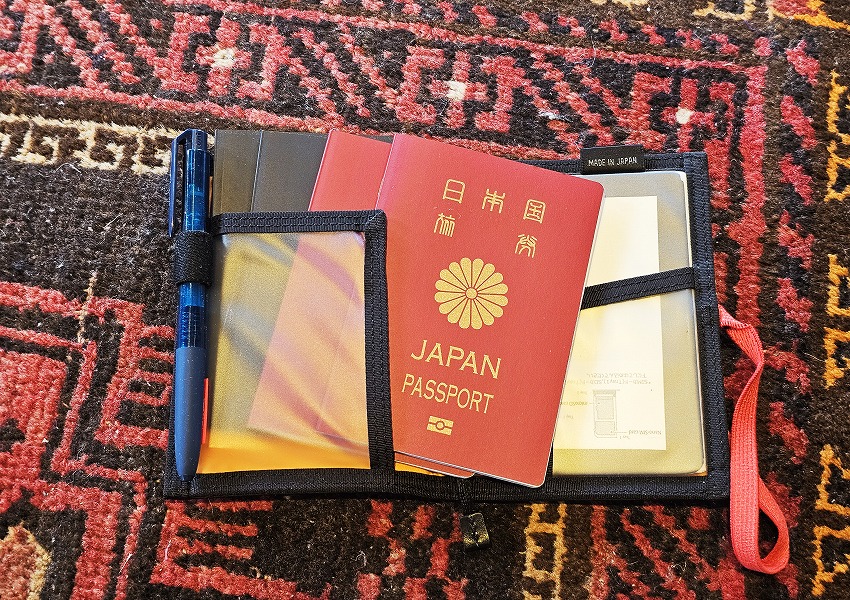 MADE IN JAPAN
日本国
旅券
JAPAN
PASSPORT